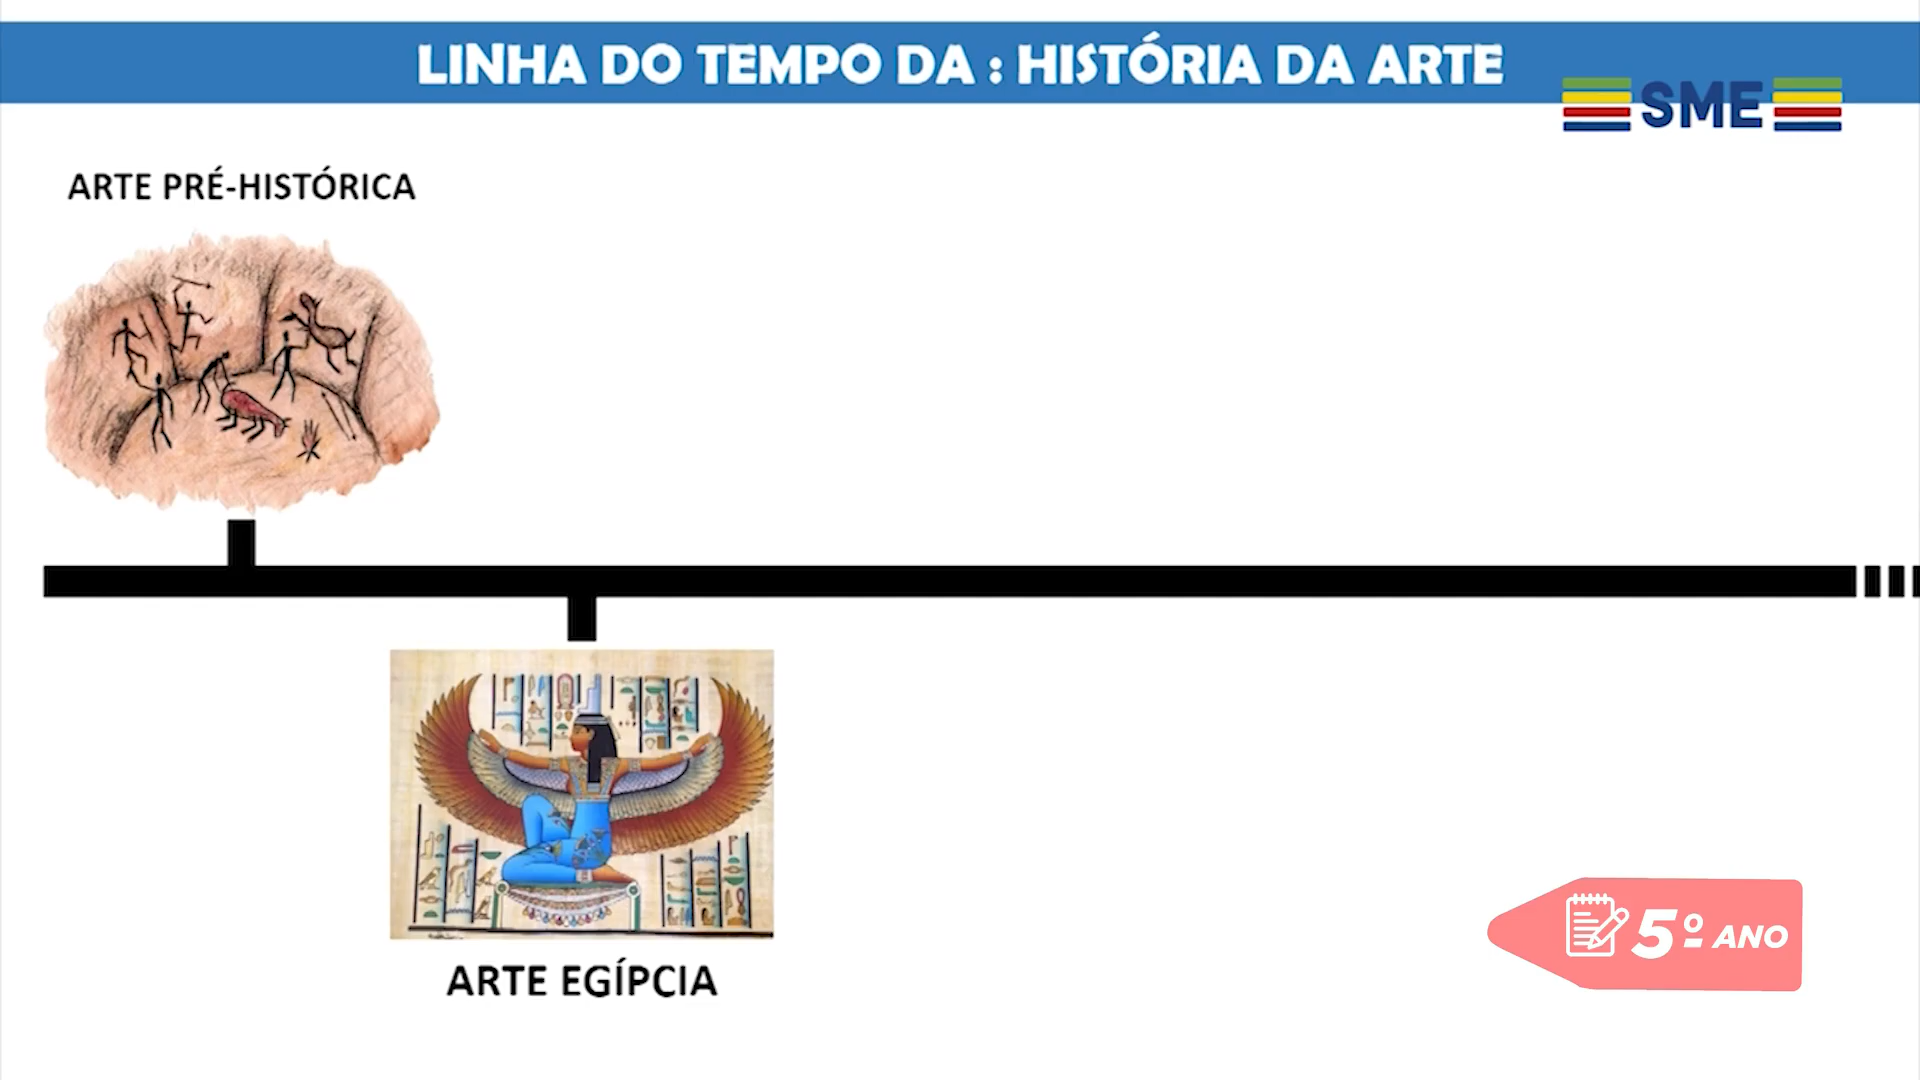 LINHA DO TEMPO DA : HISTÓRIA DA ARTE
SME
ARTE PRÉ-HISTÓRICA
ARTE EGÍPCIA
5º ANO